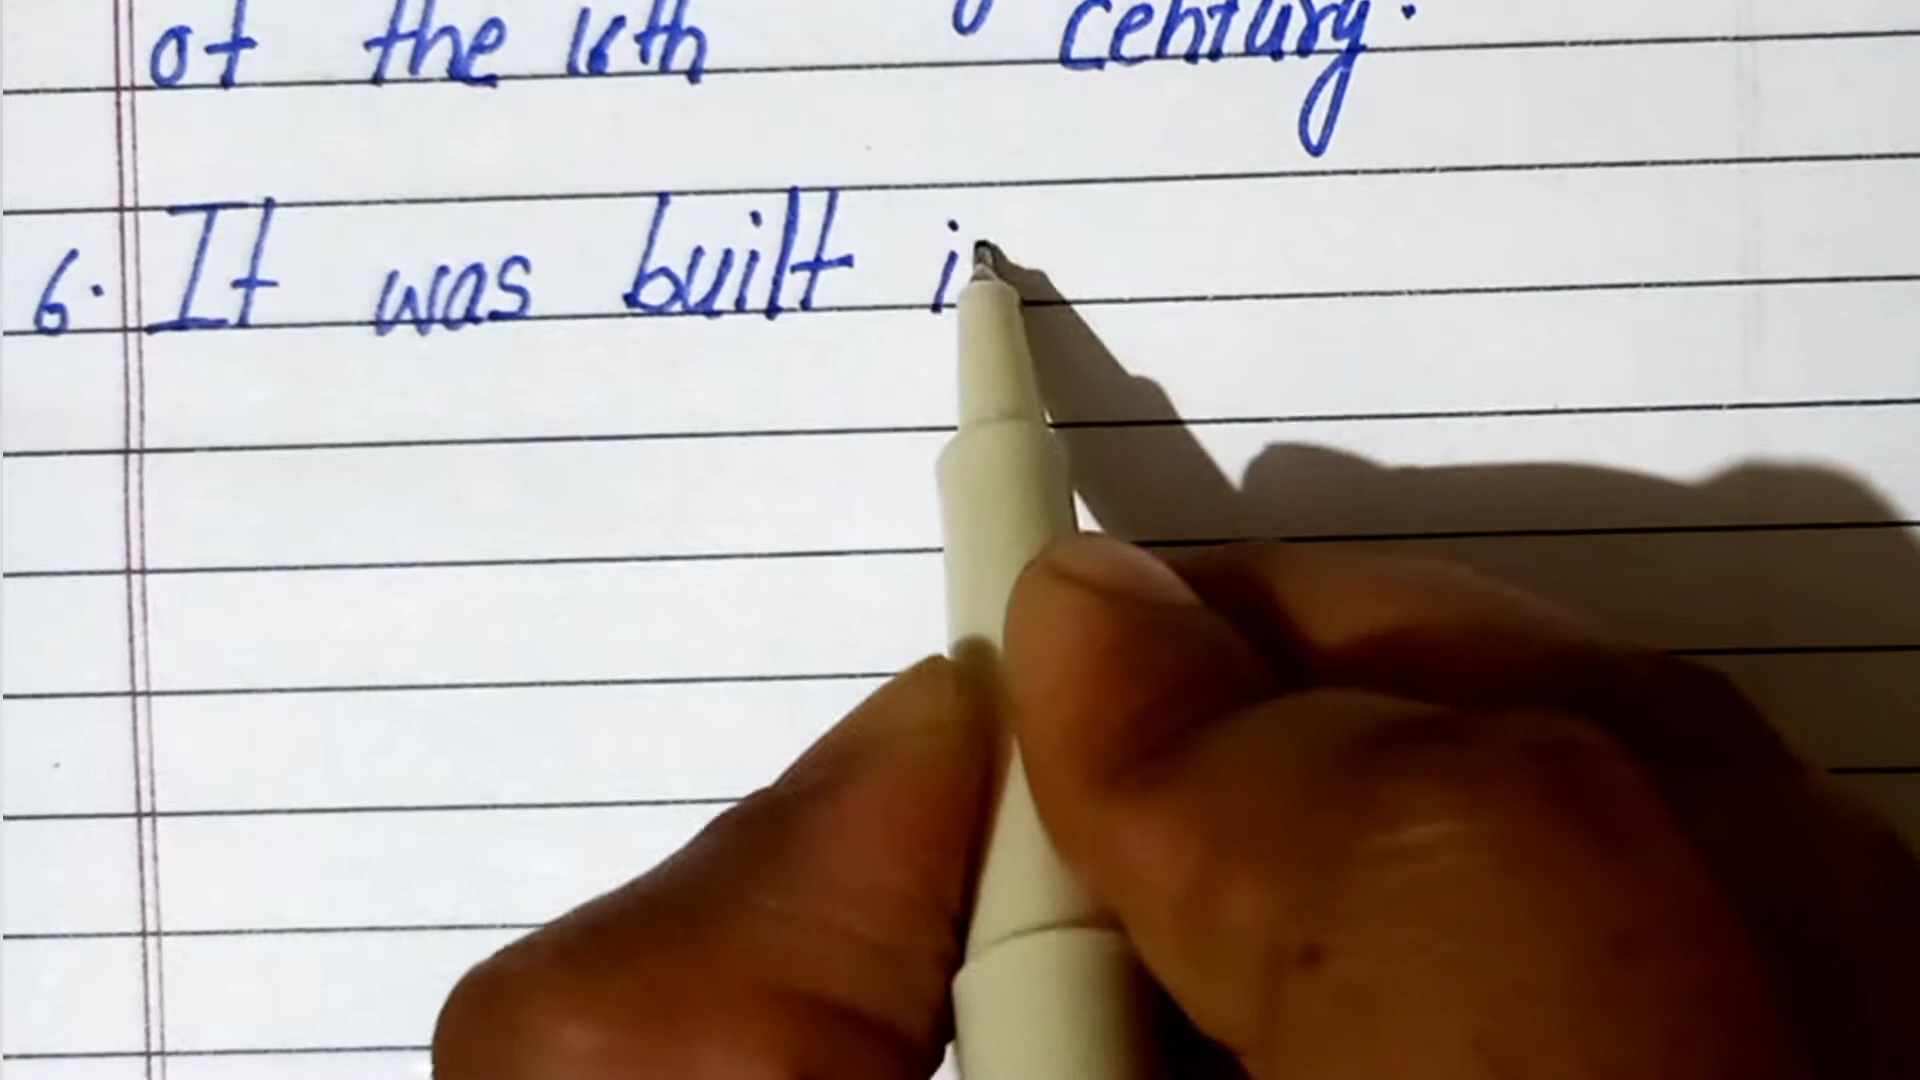 of the 16th century.
6. It was built i